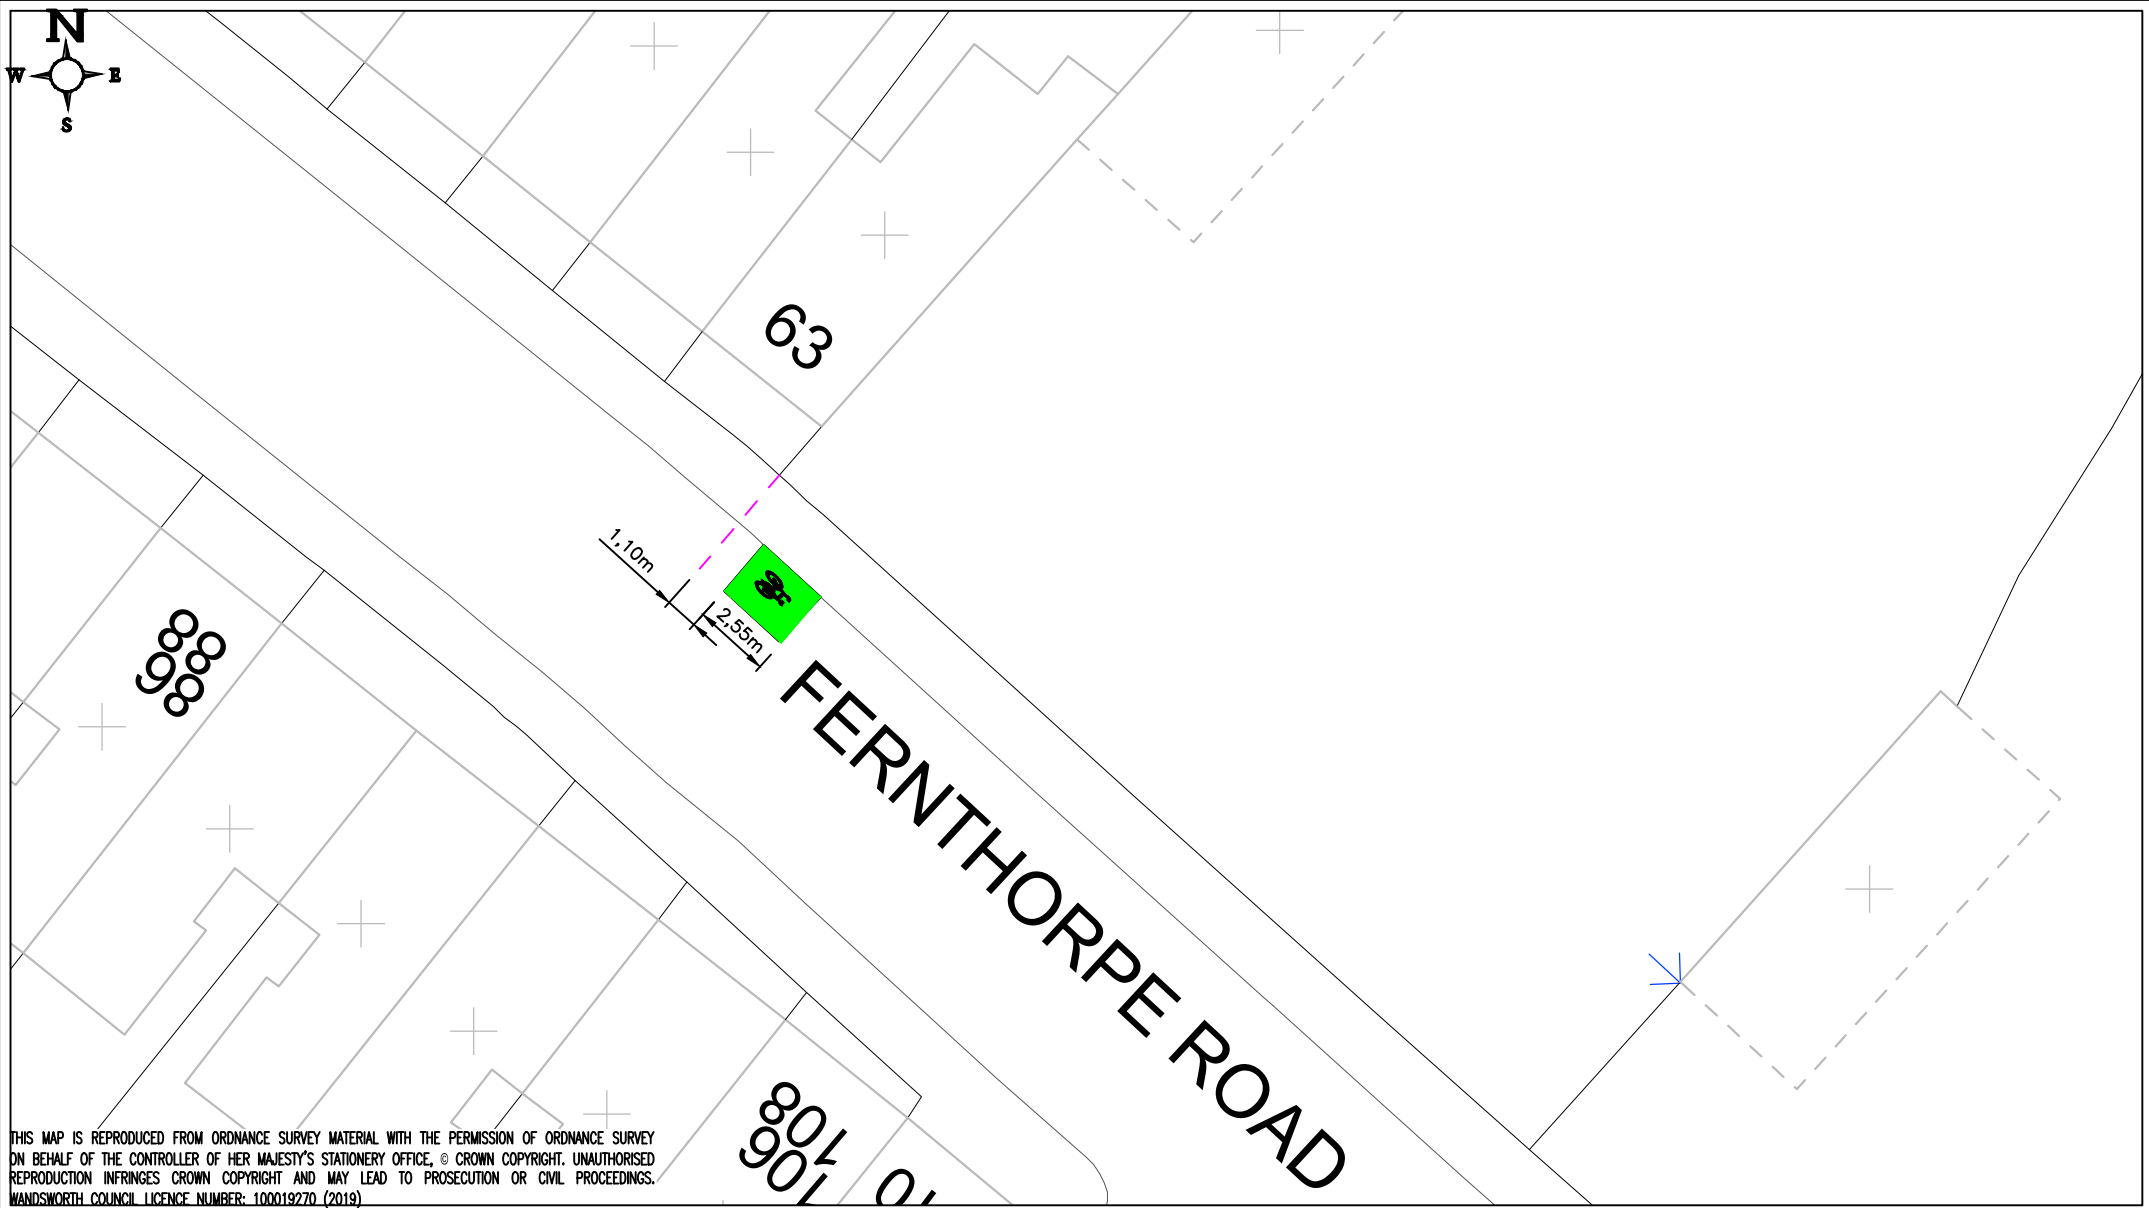 N
W E
S
63
1,10m
2,55m
88
98
FERNTHORPE ROAD
108
106
THIS MAP IS REPRODUCED FROM ORDNANCE SURVEY MATERIAL WITH THE PERMISSION OF ORDNANCE SURVEY
ON BEHALF OF THE CONTROLLER OF HER MAJESTY'S STATIONERY OFFICE, © CROWN COPYRIGHT. UNAUTHORISED
REPRODUCTION INFRINGES CROWN COPYRIGHT AND MAY LEAD TO PROSECUTION OR CIVIL PROCEEDINGS.
WANDSWORTH COUNCIL LICENCE NUMBER: 100019270 (2019)